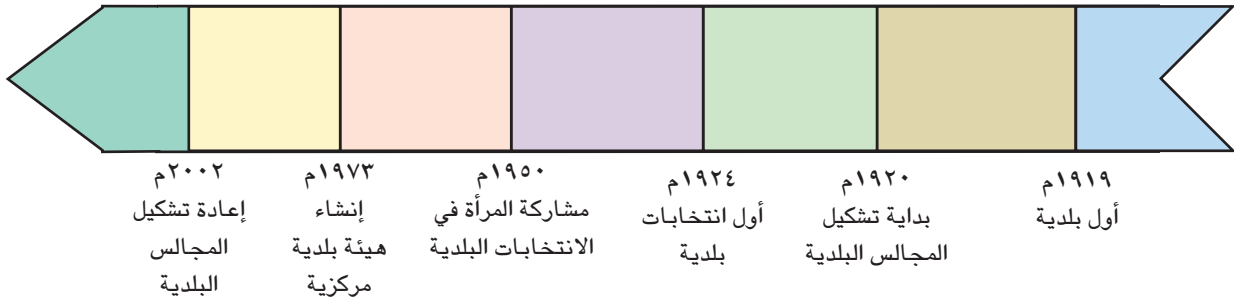 ١٩١٩م
أول بلدية
١٩٢٠م
بداية تشكيل
المجالس البلدية
١٩٢٤م
أول انتخابات
بلدية
١٩٥٠م
مشاركة المرأة في
الانتخابات البلدية
١٩٧٣م
إنشاء
هيئة بلدية
مركزية
٢٠٠٢م
إعادة تشكيل
المجالس
البلدية